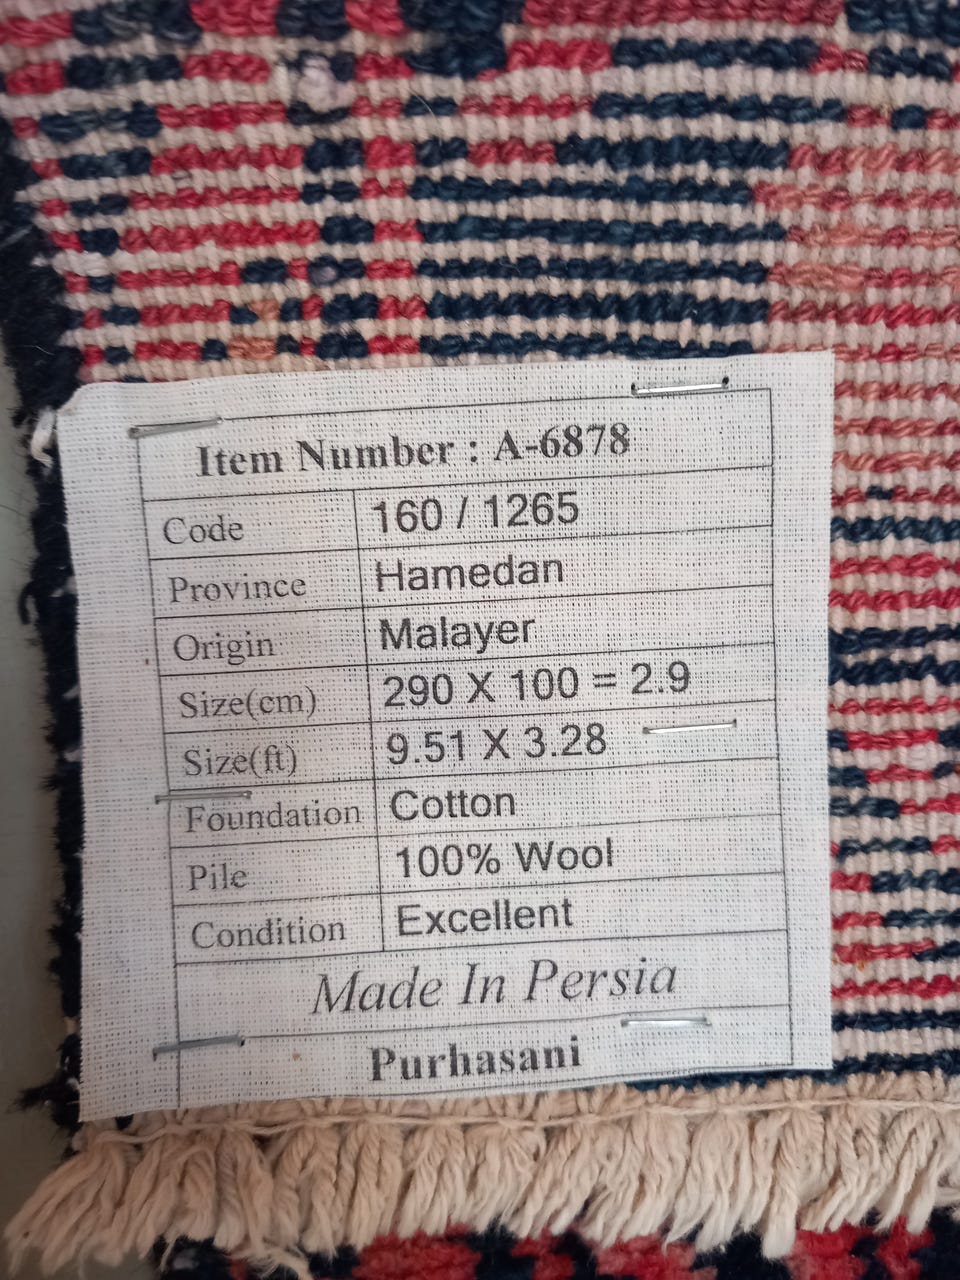 Item Number : A-6878
Code 160 / 1265
Province Hamedan
Origin Malayer
Size(cm) 290 X 100 = 2.9
Size(ft) 9.51 X 3.28
Foundation Cotton
Pile 100% Wool
Condition Excellent
Made In Persia
Purhasani